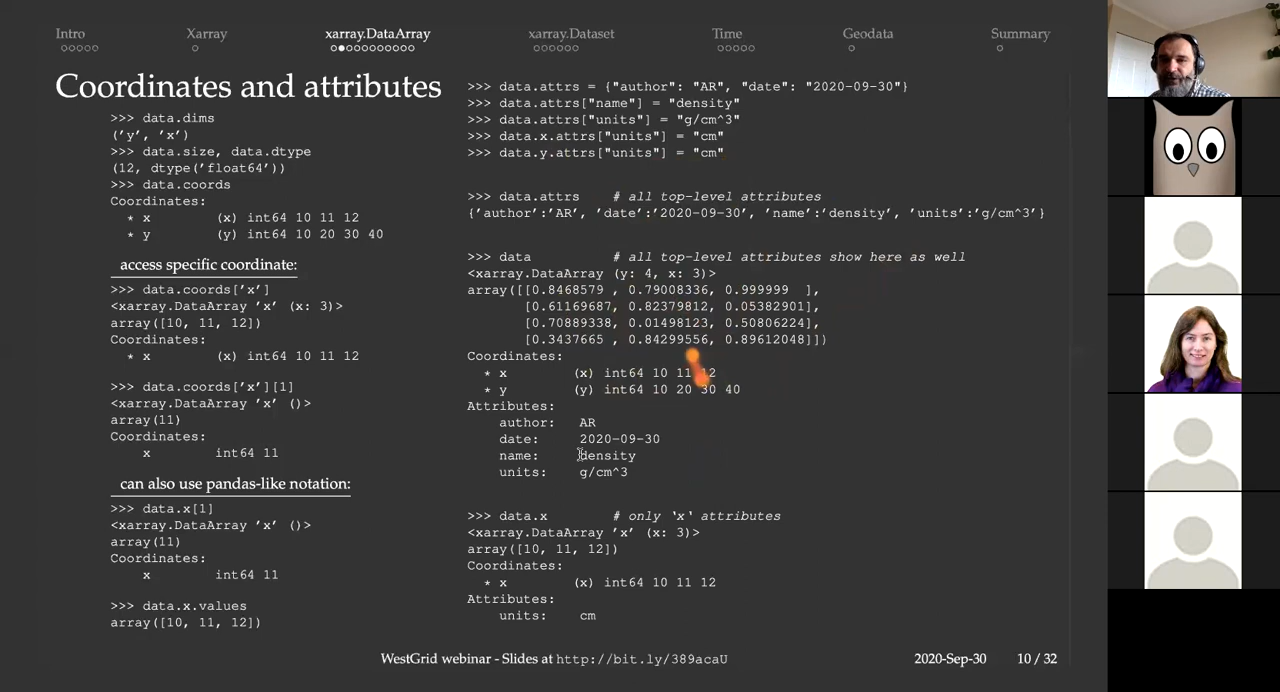 Intro Xarray xarray.DataArray xarray.Dataset Time Geodata Summary
Coordinates and attributes
>>> data.dims
('y', 'x')
>>> data.size, data.dtype
(12, dtype('float64'))
>>> data.coords
Coordinates:
* x (x) int64 10 11 12
* y (y) int64 10 20 30 40
access specific coordinate:
>>> data.coords['x']
<xarray.DataArray 'x' (x: 3)>
array([10, 11, 12])
Coordinates:
* x (x) int64 10 11 12
>>> data.coords['x'][1]
<xarray.DataArray 'x' ()>
array(11)
Coordinates:
x int64 11
can also use pandas-like notation:
>>> data.x[1]
<xarray.DataArray 'x' ()>
array(11)
Coordinates:
x int64 11
>>> data.x.values
array([10, 11, 12])
>>> data.attrs = {"author": "AR", "date": "2020-09-30"}
>>> data.attrs["name"] = "density"
>>> data.attrs["units"] = "g/cm^3"
>>> data.x.attrs["units"] = "cm"
>>> data.y.attrs["units"] = "cm"
>>> data.attrs # all top-level attributes
{'author':'AR', 'date':'2020-09-30', 'name':'density', 'units':'g/cm^3'}
>>> data # all top-level attributes show here as well
<xarray.DataArray (y: 4, x: 3)>
array([[0.8468579 , 0.79008336, 0.999999 ],
[0.61169687, 0.82379812, 0.05382901],
[0.70889338, 0.01498123, 0.50806224],
[0.3437665 , 0.84299556, 0.89612048]])
Coordinates:
* x (x) int64 10 11 12
* y (y) int64 10 20 30 40
Attributes:
author: AR
date: 2020-09-30
name: density
units: g/cm^3
>>> data.x # only `x` attributes
<xarray.DataArray 'x' (x: 3)>
array([10, 11, 12])
Coordinates:
* x (x) int64 10 11 12
Attributes:
units: cm
WestGrid webinar - Slides at http://bit.ly/389acaU 2020-Sep-30 10 / 32